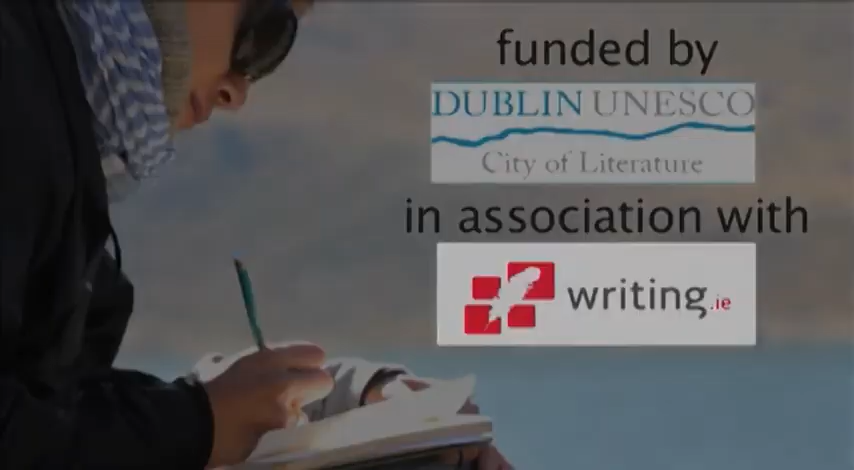 funded by
DUBLIN UNESCO
City of Literature
in association with
writing.ie